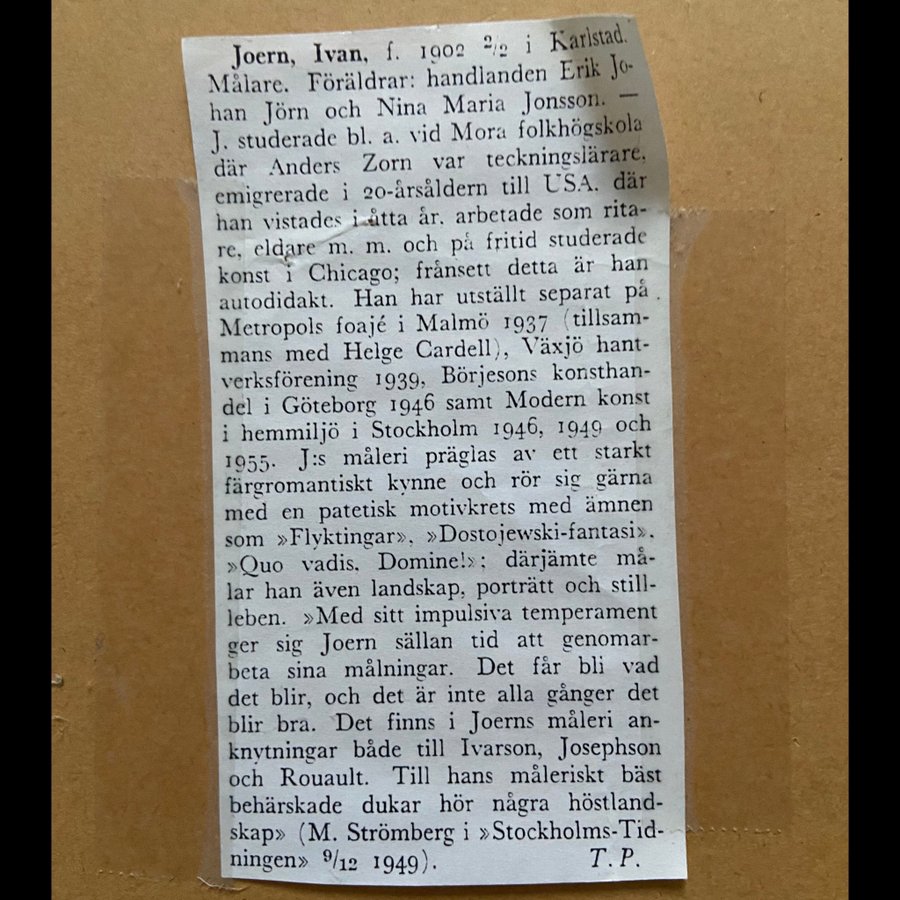 Joern, Ivan, f. 1902 2/2 i Karlstad.
Målare. Föräldrar: handlanden Erik Jo-
han Jörn och Nina Maria Jonsson. —
J. studerade bl. a. vid Mora folkhögskola
där Anders Zorn var teckningslärare,
emigrerade i 20-årsåldern till USA, där
han vistades i åtta år, arbetade som rita-
re, eldare m. m. och på fritid studerade
konst i Chicago; frånsett detta är han
autodidakt. Han har utställt separat på
Metropols foajé i Malmö 1937 (tillsam-
mans med Helge Cardell), Växjö hant-
verksförening 1939, Börjesons konsthan-
del i Göteborg 1946 samt Modern konst
i hemmiljö i Stockholm 1946, 1949 och
1955. J:s måleri präglas av ett starkt
färgromantiskt kynne och rör sig gärna
med en patetisk motivkrets med ämnen
som »Flyktingar», »Dostojewski-fantasi»,
»Quo vadis, Domine!»; därjämte må-
lar han även landskap, porträtt och still-
leben. »Med sitt impulsiva temperament
ger sig Joern sällan tid att genomar-
beta sina målningar. Det får bli vad
det blir, och det är inte alla gånger det
blir bra. Det finns i Joerns måleri an-
knytningar både till Ivarson, Josephson
och Rouault. Till hans måleriskt bäst
behärskade dukar hör några höstland-
skap» (M. Strömberg i »Stockholms-Tid-
ningen» 9/12 1949). T. P.